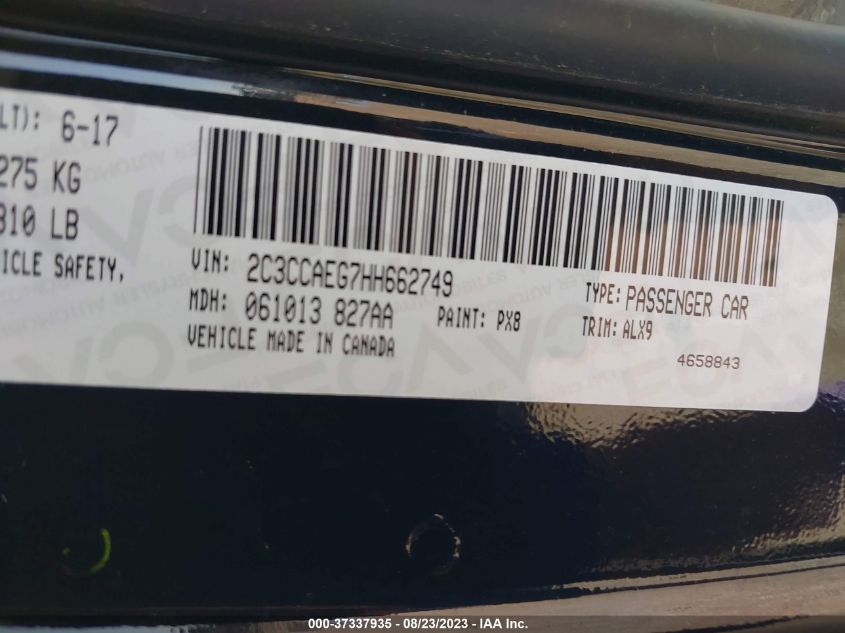 LT): 6-17
275 KG
310 LB
ICLE SAFETY,
VIN: 2C3CCAEG7HH662749
MDH: 061013 827AA
PAINT: PX8
VEHICLE MADE IN CANADA
TYPE: PASSENGER CAR
TRIM: ALX9
4658843
000-37337935 - 08/23/2023 - IAA Inc.